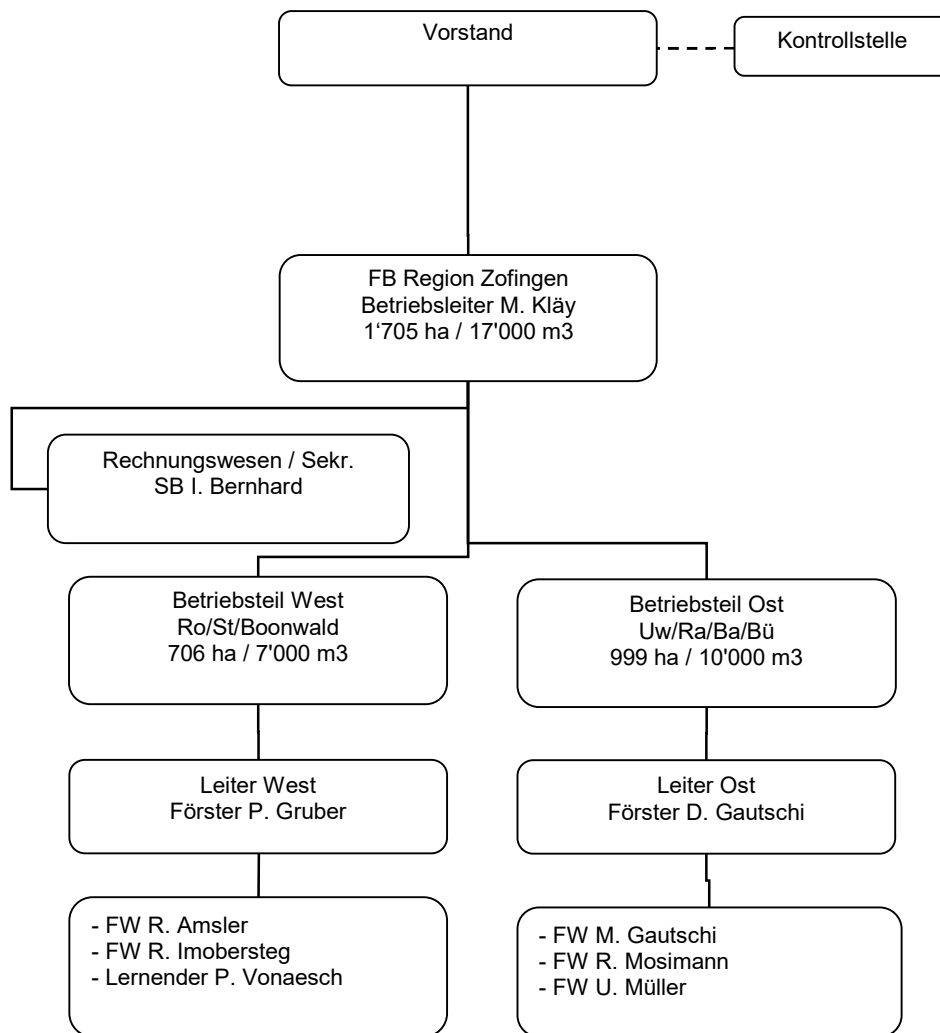 Vorstand
Kontrollstelle
FB Region Zofingen
Betriebsleiter M. Kläy
1‘705 ha / 17'000 m3
Rechnungswesen / Sekr.
SB I. Bernhard
Betriebsteil West
Ro/St/Boonwald
706 ha / 7'000 m3
Betriebsteil Ost
Uw/Ra/Ba/Bü
999 ha / 10'000 m3
Leiter West
Förster P. Gruber
Leiter Ost
Förster D. Gautschi
- FW R. Amsler
- FW R. Imobersteg
- Lernender P. Vonaesch
- FW M. Gautschi
- FW R. Mosimann
- FW U. Müller